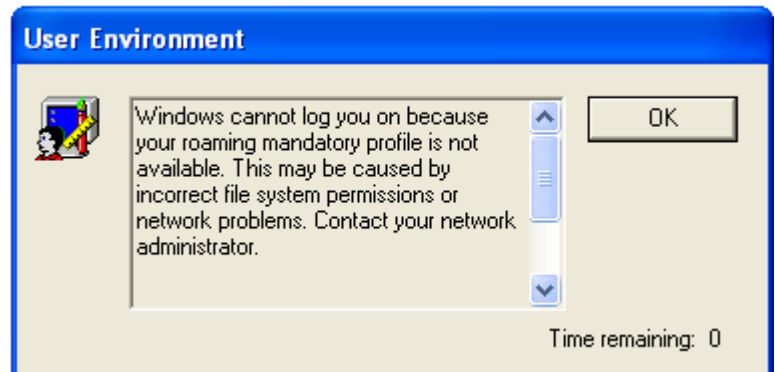 User Environment
Windows cannot log you on because
your roaming mandatory profile is not
available. This may be caused by
incorrect file system permissions or
network problems. Contact your network
administrator.
OK
Time remaining: 0